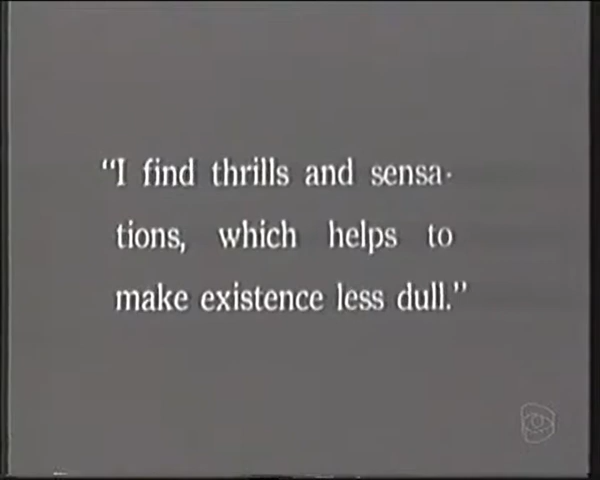 “I find thrills and sensa-
tions, which helps to
make existence less dull.”